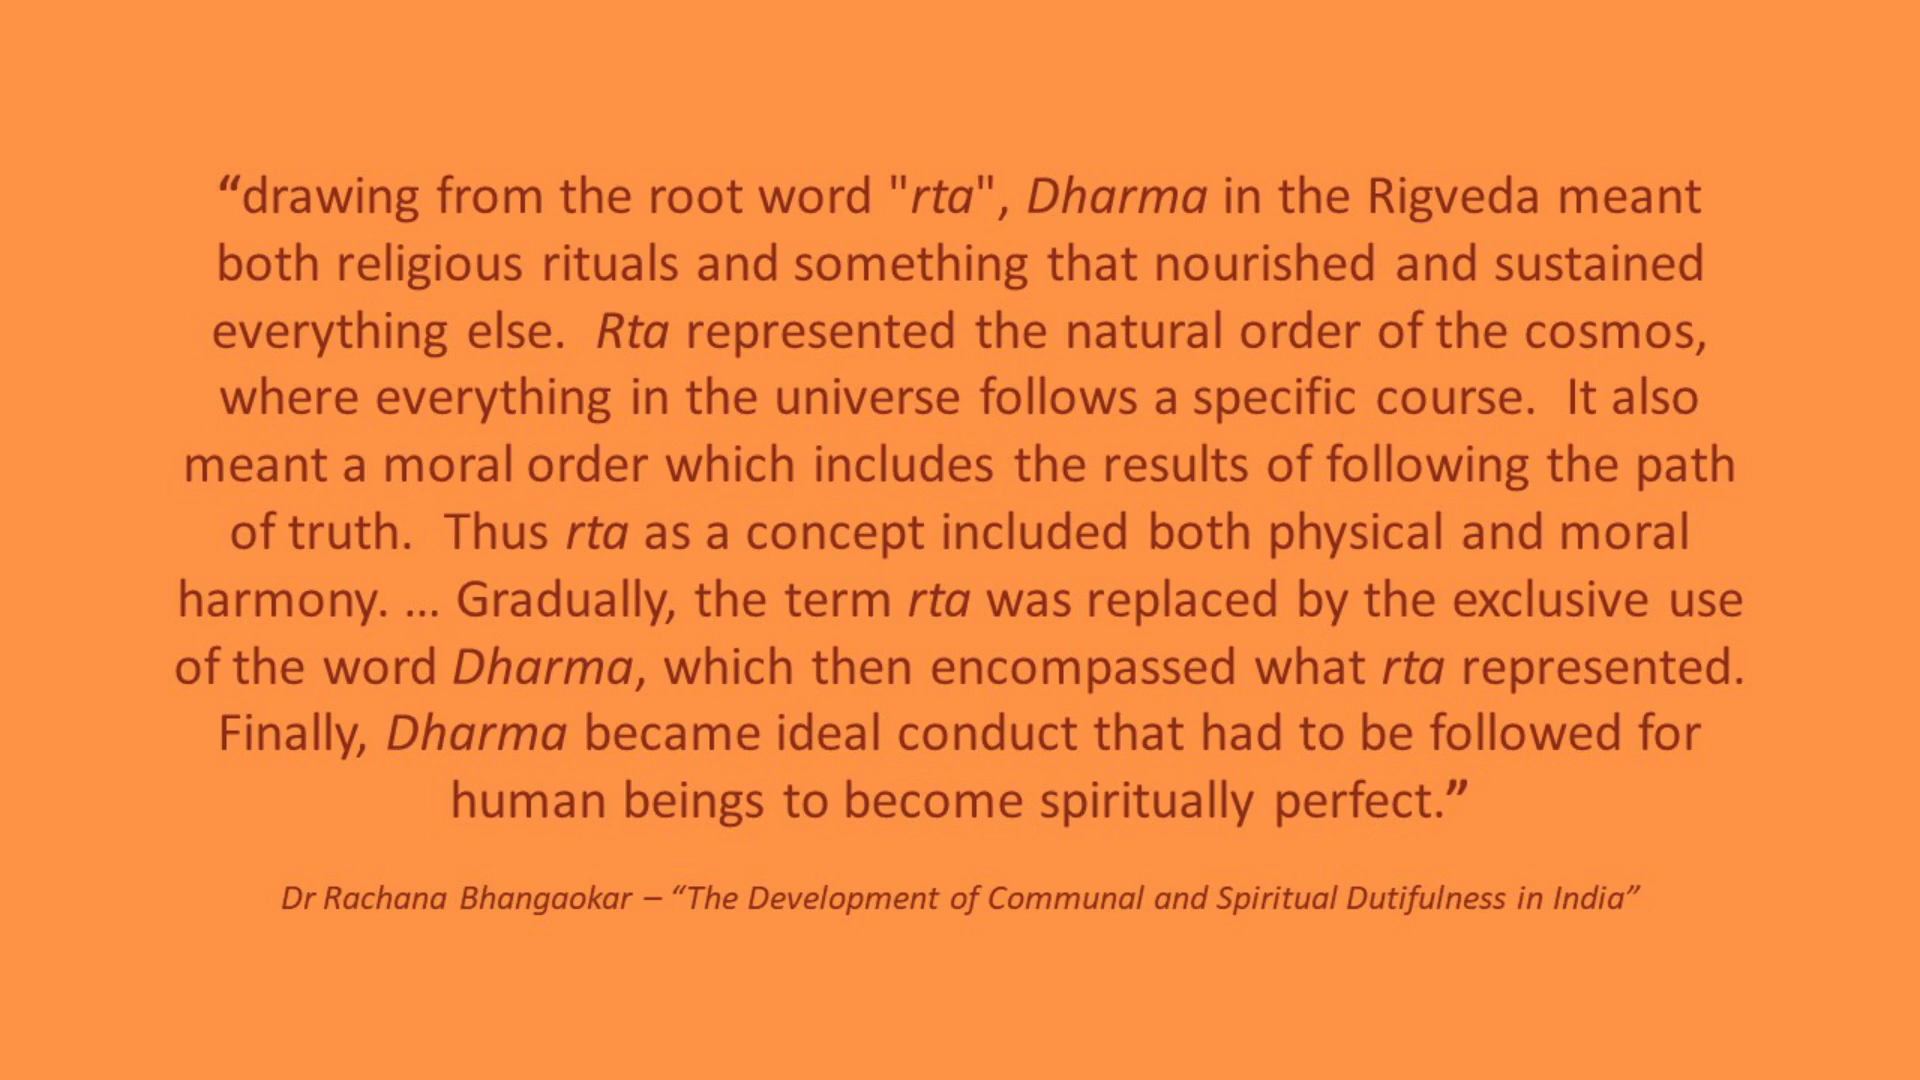 “drawing from the root word "rta", Dharma in the Rigveda meant
both religious rituals and something that nourished and sustained
everything else.  Rta represented the natural order of the cosmos,
where everything in the universe follows a specific course.  It also
meant a moral order which includes the results of following the path
of truth.  Thus rta as a concept included both physical and moral
harmony. ... Gradually, the term rta was replaced by the exclusive use
of the word Dharma, which then encompassed what rta represented.
Finally, Dharma became ideal conduct that had to be followed for
human beings to become spiritually perfect.”
Dr Rachana Bhangaokar – “The Development of Communal and Spiritual Dutifulness in India”